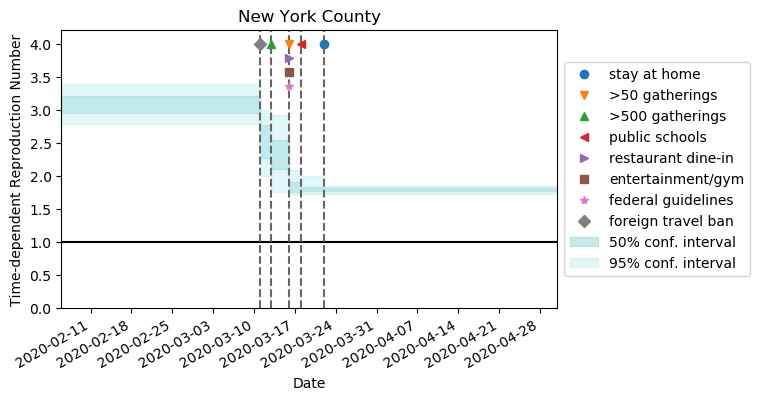 New York County
Time-dependent Reproduction Number
4.0
3.5
3.0
2.5
2.0
1.5
1.0
0.5
0.0
2020-02-11
2020-02-18
2020-02-25
2020-03-03
2020-03-10
2020-03-17
2020-03-24
2020-03-31
2020-04-07
2020-04-14
2020-04-21
2020-04-28
Date
stay at home
>50 gatherings
>500 gatherings
public schools
restaurant dine-in
entertainment/gym
federal guidelines
foreign travel ban
50% conf. interval
95% conf. interval